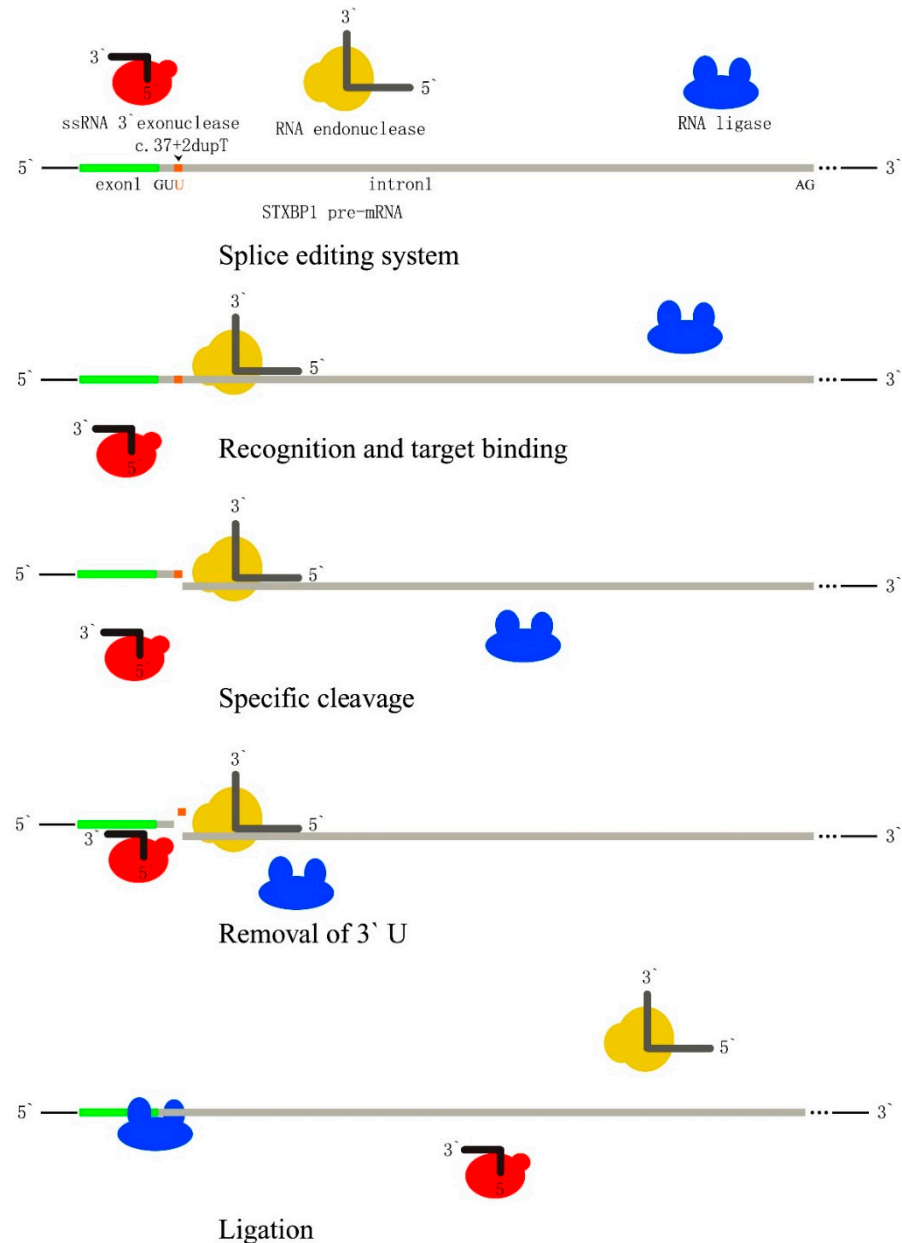 3` 5`
3` 5`
ssRNA 3`exonuclease RNA endonuclease RNA ligase
c.37+2dupT
5` 3`
exon1 GUU intron1 AG
STXBP1 pre-mRNA
Splice editing system
3`
5`
5` 3`
3`
5`
Recognition and target binding
3`
5` 5`
3`
3`
5
Specific cleavage
3`
5` 5`
3`
3`
5
Removal of 3` U
3`
5`
5` 3`
3`
5
Ligation